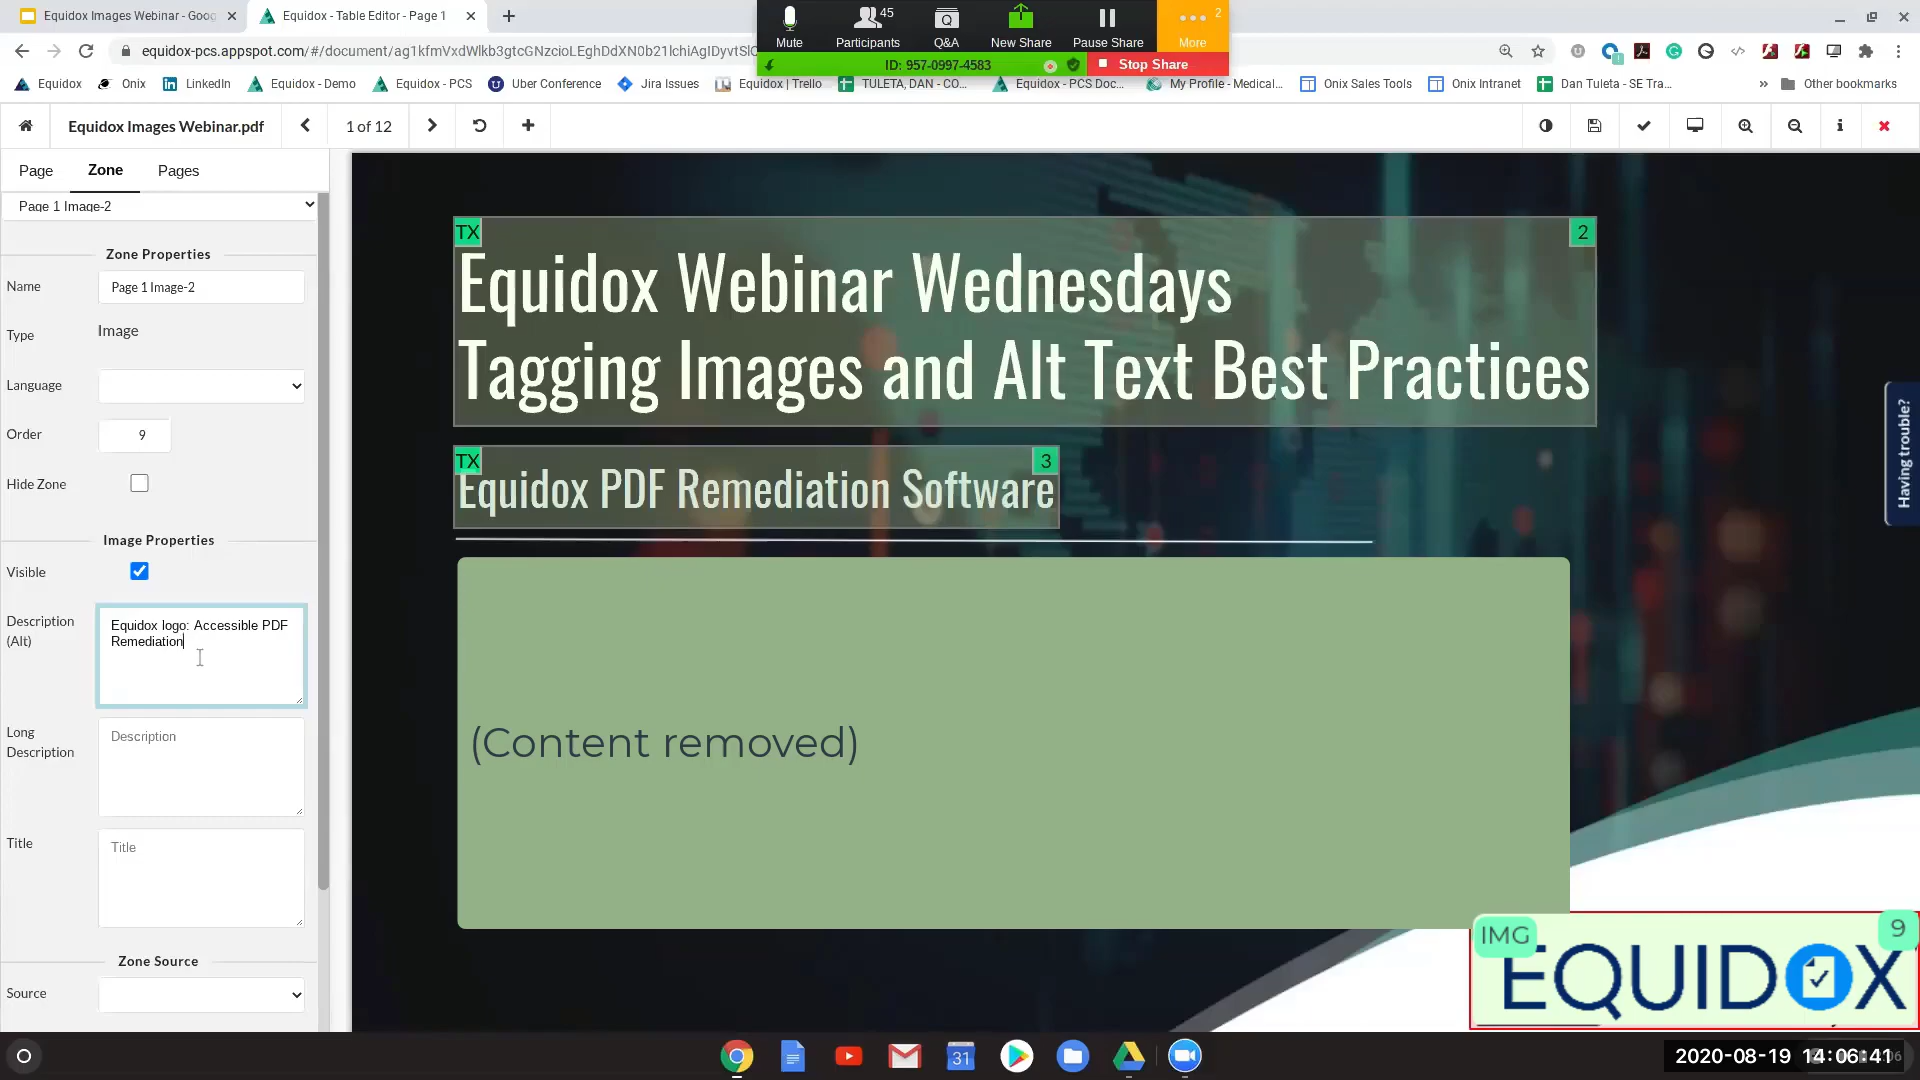 Equidox Images Webinar - Goog
Equidox - Table Editor - Page 1
Mute
Participants
45
Q&A
New Share
Pause Share
2
More
ID: 957-0997-4583
Stop Share
equidox-pcs.appspot.com/#/document/ag1kfmVxdWlkb3gtcGNzcioLEghDdXN0b21lchiAgIDyvtSlC
Equidox
Onix
LinkedIn
Equidox - Demo
Equidox - PCS
Uber Conference
Jira Issues
Equidox | Trello
TULETA, DAN - CO...
Equidox - PCS Doc...
My Profile - Medical...
Onix Sales Tools
Onix Intranet
Dan Tuleta - SE Tra...
Other bookmarks
Equidox Images Webinar.pdf
1 of 12
Page
Zone
Pages
Page 1 Image-2
Zone Properties
Name
Page 1 Image-2
Type
Image
Language
Order
9
Hide Zone
Image Properties
Visible
Description
(Alt)
Equidox logo: Accessible PDF
Remediation
Long
Description
Description
Title
Title
Zone Source
Source
TX
2
Equidox Webinar Wednesdays
Tagging Images and Alt Text Best Practices
TX
3
Equidox PDF Remediation Software
(Content removed)
Having trouble?
IMG
9
EQUIDOX
31
2020-08-19 14:06:41